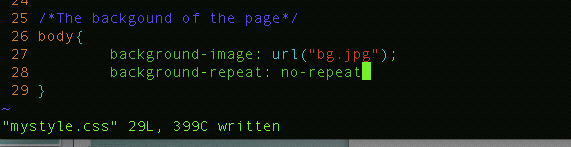 24
25 /*The backgound of the page*/
26 body{
27 background-image: url("bg.jpg");
28 background-repeat: no-repeat
29 }
~
"mystyle.css" 29L, 399C written